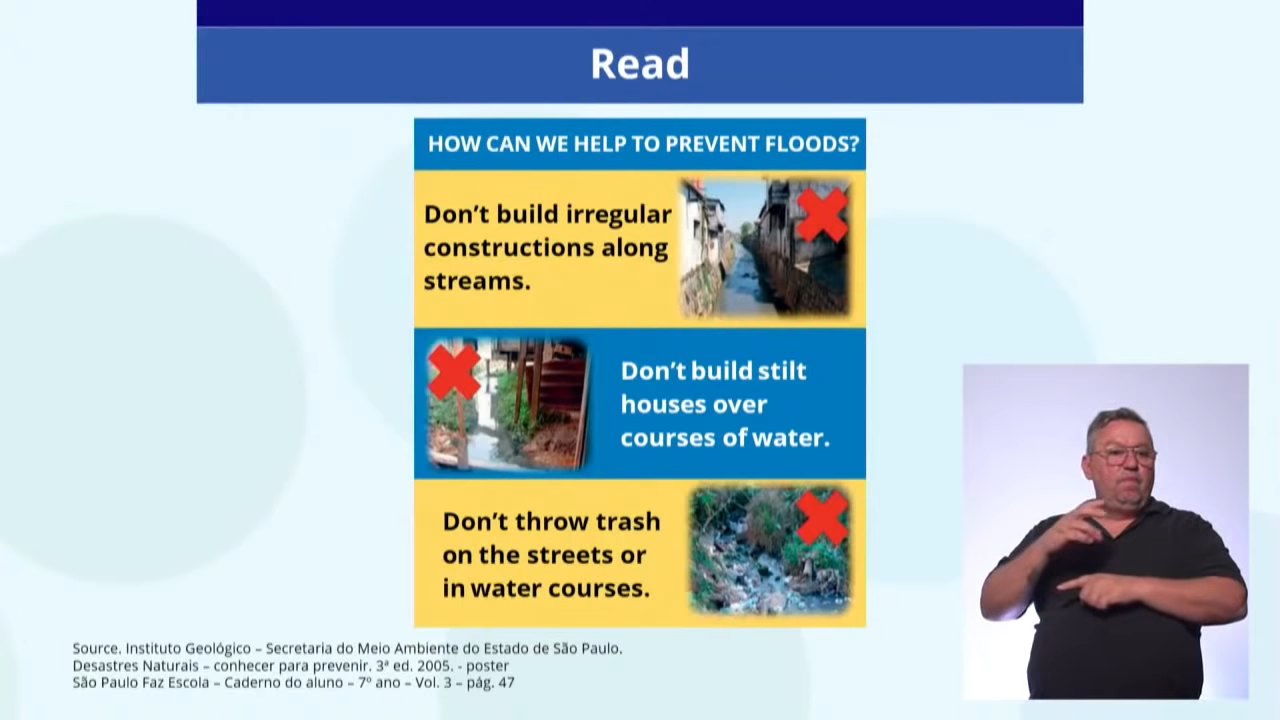 Read
HOW CAN WE HELP TO PREVENT FLOODS?
Don't build irregular
constructions along
streams.
Don't build stilt
houses over
courses of water.
Don't throw trash
on the streets or
in water courses.
Source. Instituto Geológico – Secretaria do Meio Ambiente do Estado de São Paulo.
Desastres Naturais – conhecer para prevenir. 3ª ed. 2005. - poster
São Paulo Faz Escola – Caderno do aluno – 7º ano – Vol. 3 – pág. 47